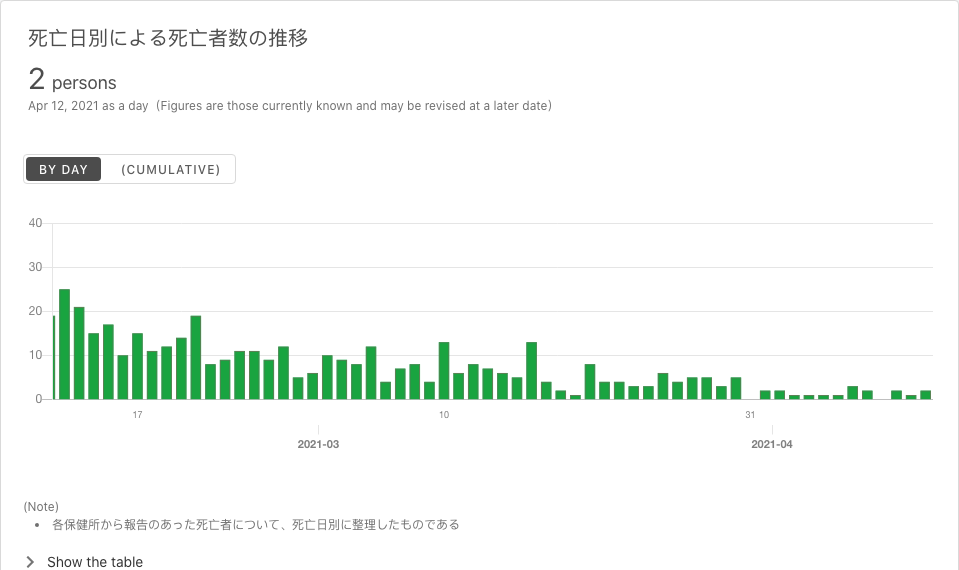 死亡日別による死亡者数の推移
2 persons
Apr 12, 2021 as a day（Figures are those currently known and may be revised at a later date）
BY DAY (CUMULATIVE)
40
30
20
10
0
17 10 31
2021-03 2021-04
(Note)
• 各保健所から報告のあった死亡者について、死亡日別に整理したものである
Show the table